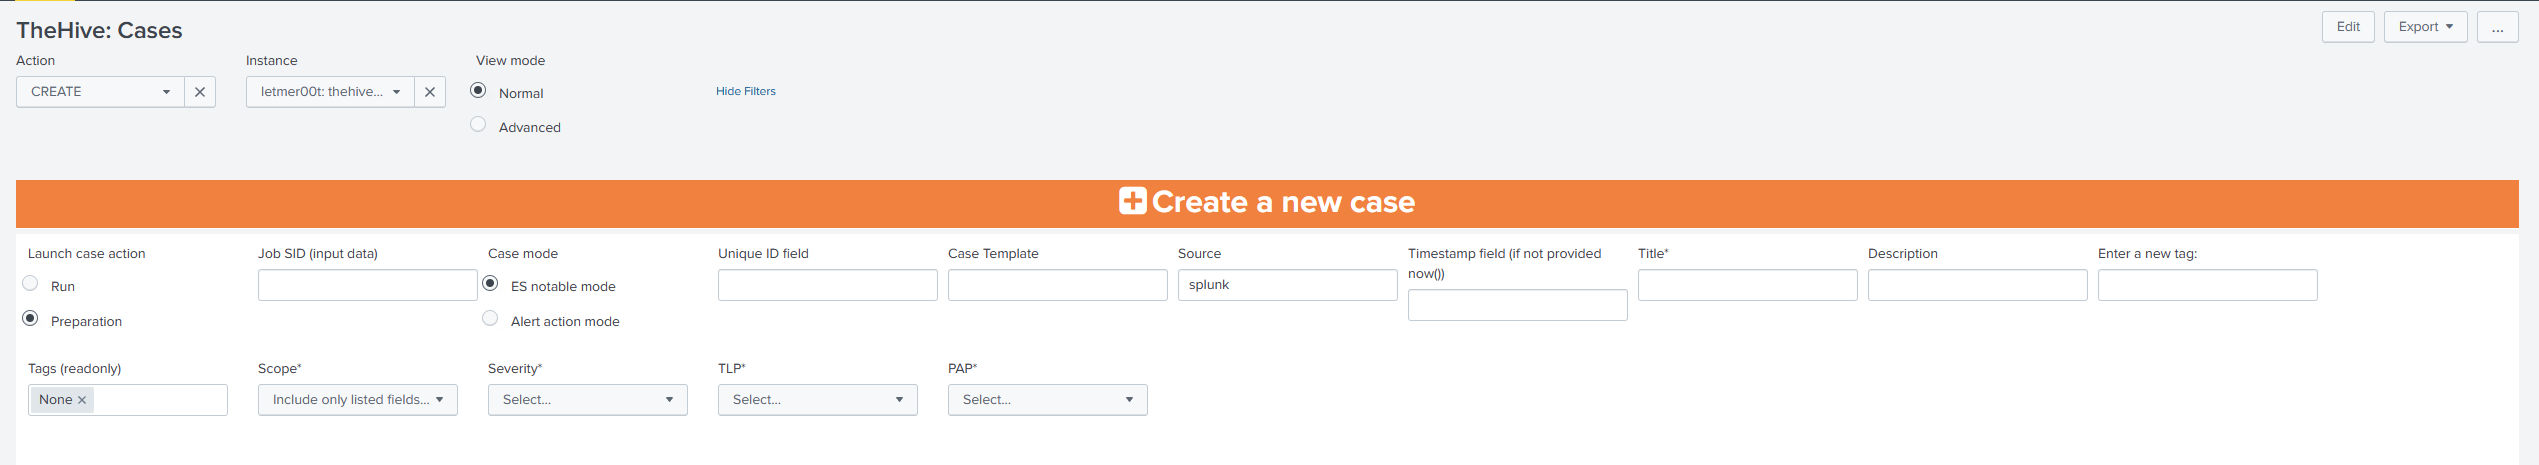 TheHive: Cases
Edit
Export
...
Action
Instance
View mode
CREATE
letmer00t: thehive...
Normal
Hide Filters
Advanced
Create a new case
Launch case action
Job SID (input data)
Case mode
Unique ID field
Case Template
Source
Timestamp field (if not provided
now())
Title*
Description
Enter a new tag:
Run
ES notable mode
splunk
Preparation
Alert action mode
Tags (readonly)
Scope*
Severity*
TLP*
PAP*
None
Include only listed fields...
Select...
Select...
Select...